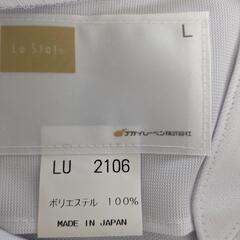 Lu Style
L
ナガイレーベン株式会社
LU 2106
ポリエステル 100%
MADE IN JAPAN